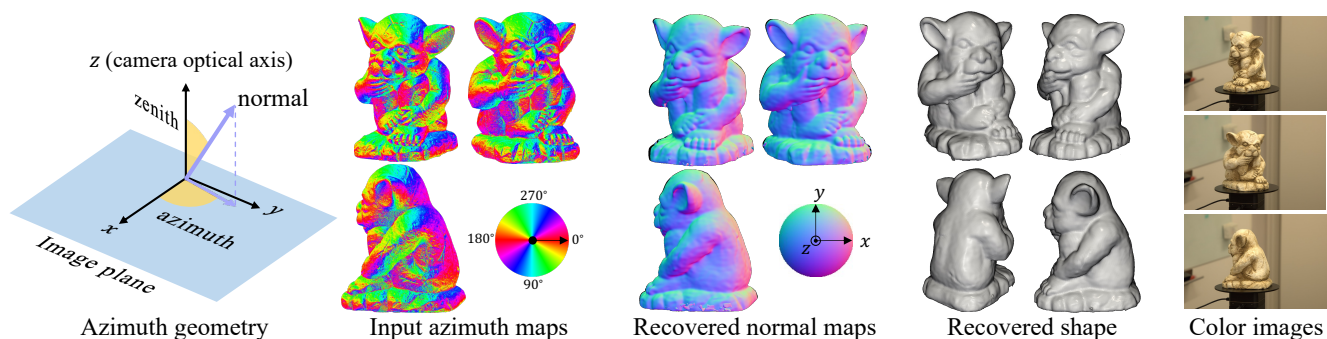 z (camera optical axis)
zenith
normal
y
x
azimuth
Image plane
270°
180°
0°
90°
y
x
z
Azimuth geometry
Input azimuth maps
Recovered normal maps
Recovered shape
Color images